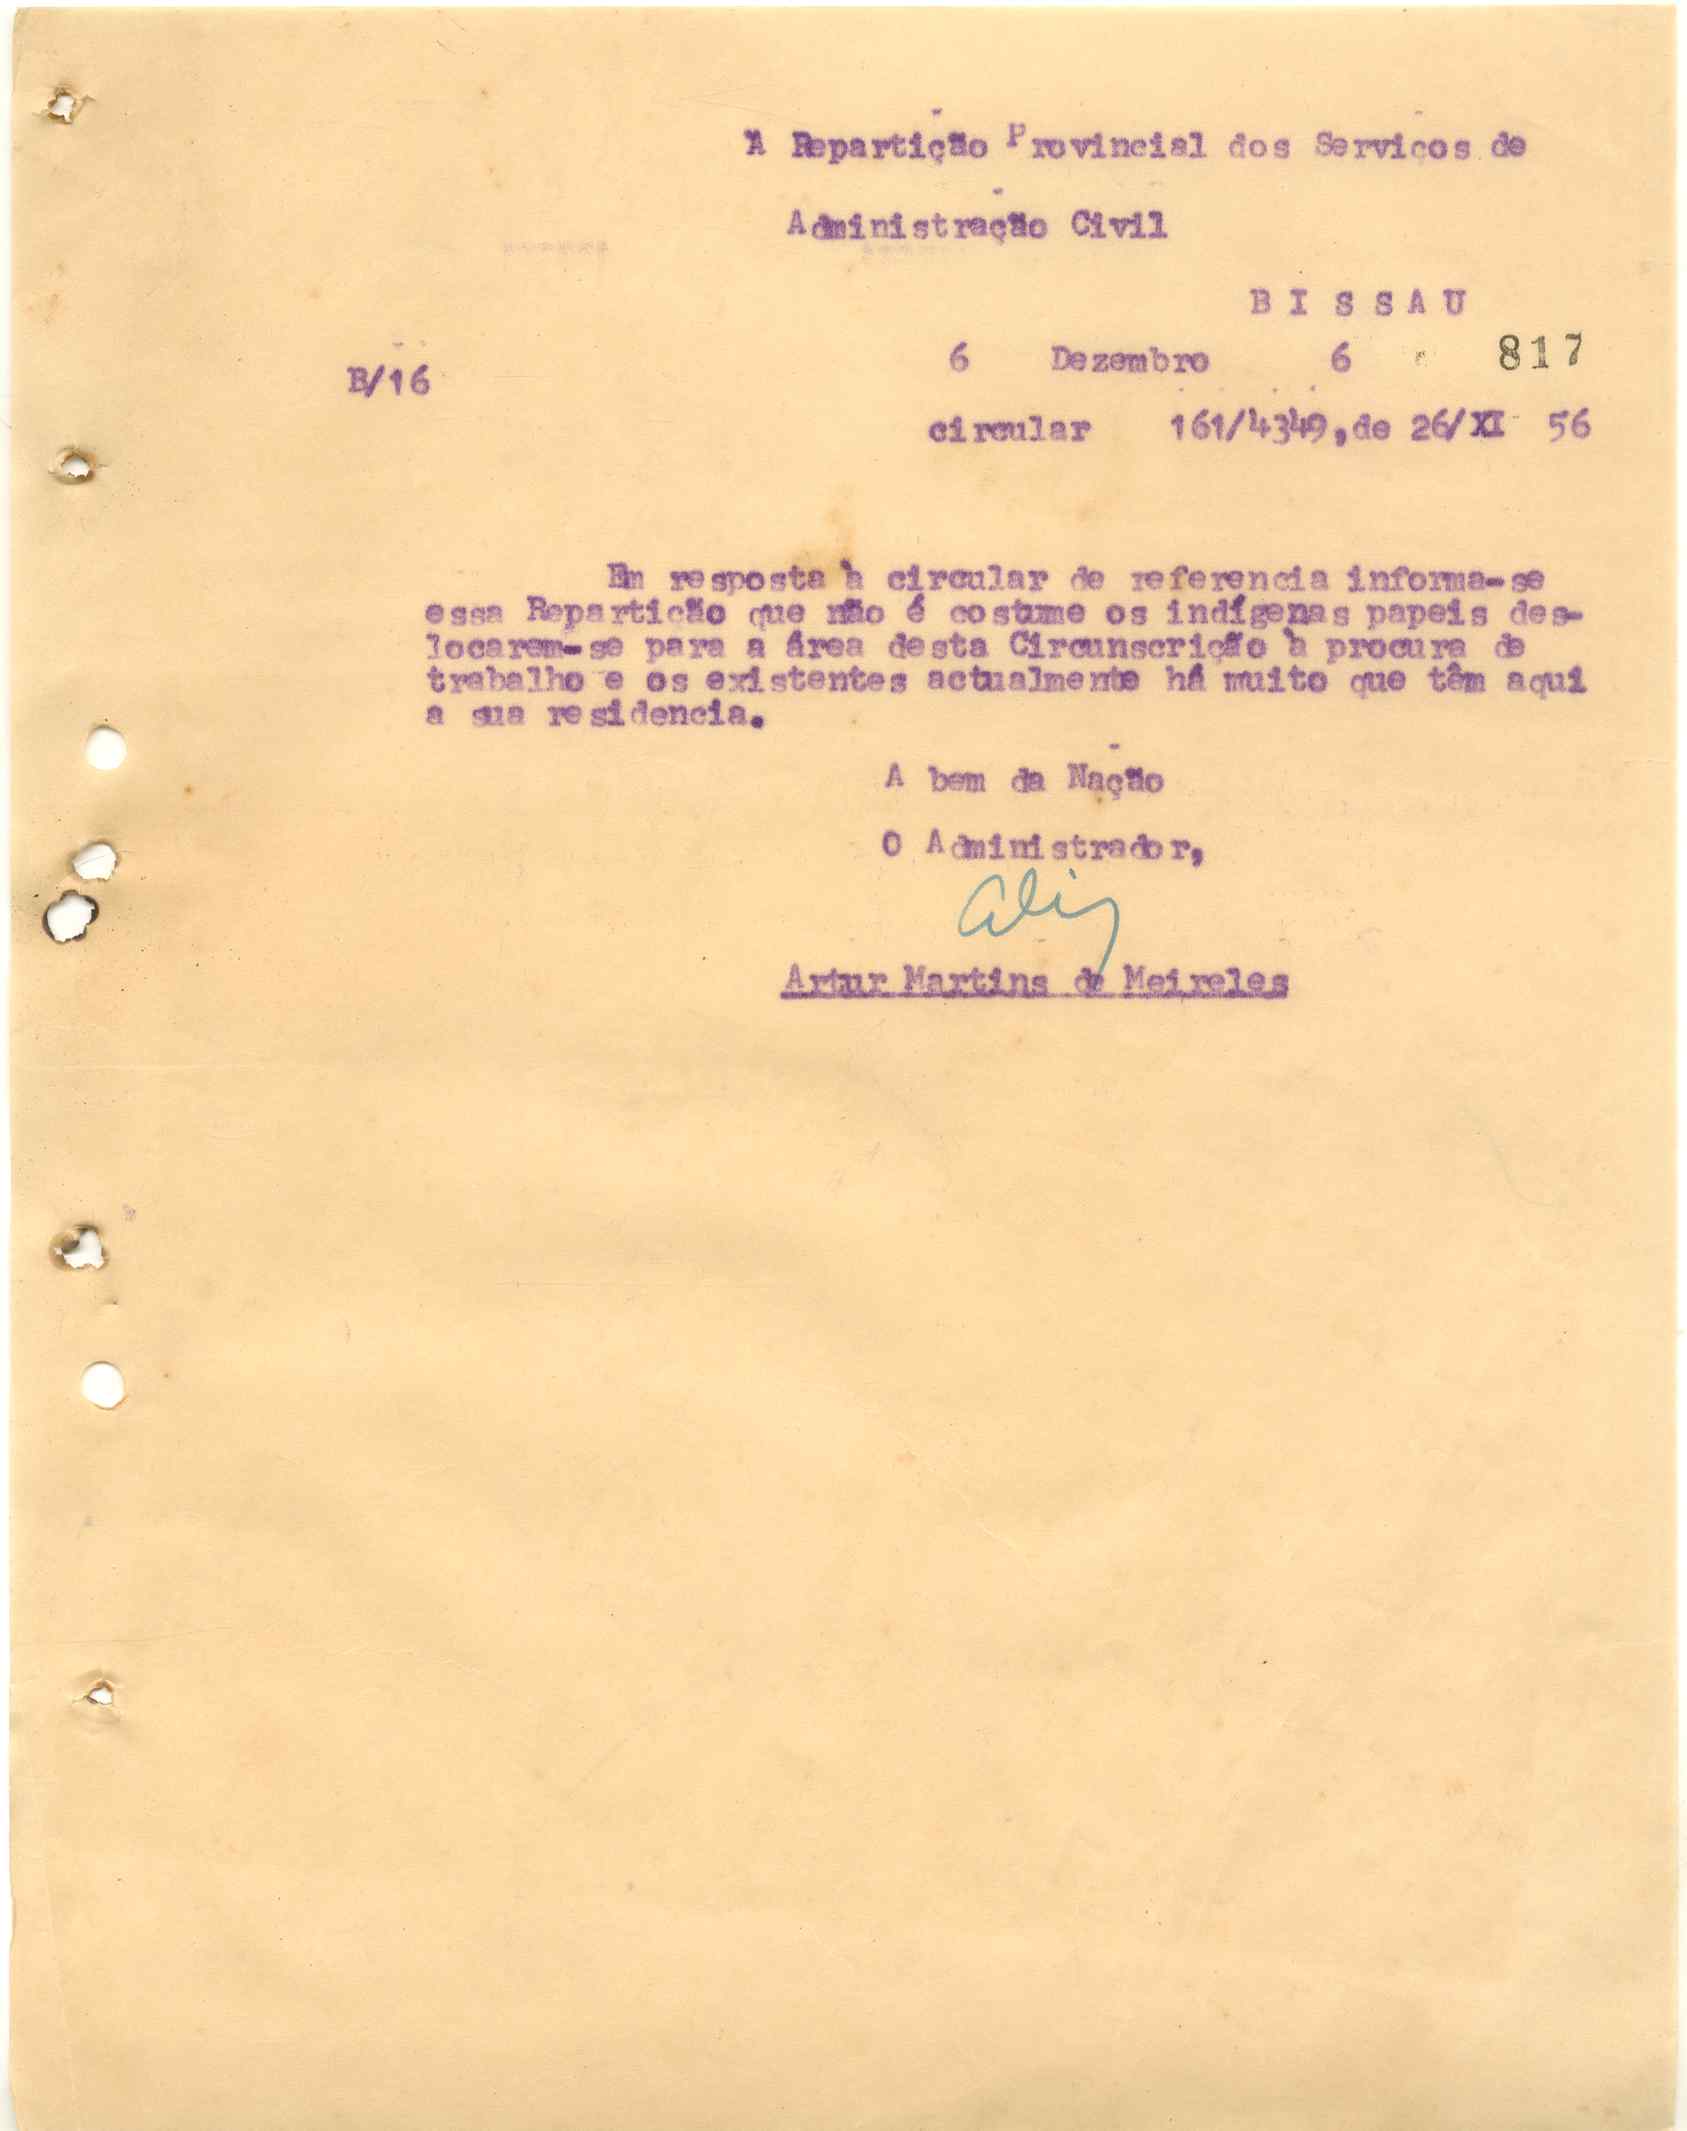 À Repartição Provincial dos Serviços de
Administração Civil
BISSAU
6 Dezembro 6 817
B/16
circular 161/4349, de 26/XI 56
Em resposta à circular de referencia informa-se
essa Repartição que não é costume os indígenas papeis des-
locarem-se para a área desta Circunscrição à procura de
trabalho e os existentes actualmente há muito que têm aqui
a sua residencia.
A bem da Nação
O Administrador,
Artur Martins de Meireles